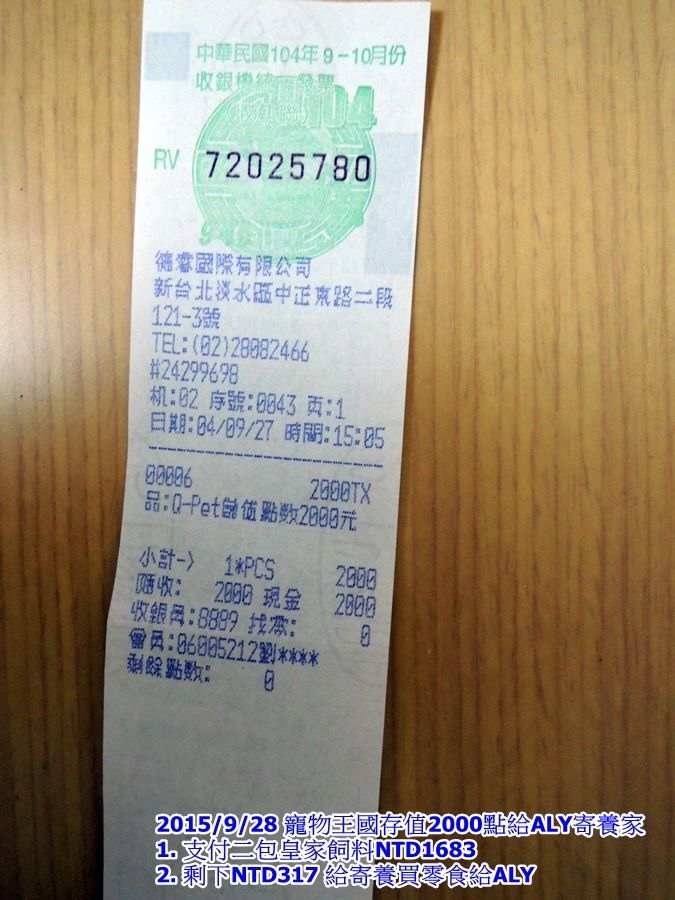 中華民國104年9-10月份
收銀機統一發票
(收執聯)
104
RV 72025780
德睿國際有限公司
新台北淡水區中正東路二段
121-3號
TEL:(02)28082466
#24299698
机:02 序號:0043 頁:1
日期:04/09/27 時間:15:05
00006 2000TX
品:Q-Pet儲值點数2000元
小計-> 1*PCS 2000
實收: 2000 現金 2000
收銀員:8889 找零: 0
會員:06005212劉****
剩餘點数: 0
2015/9/28 寵物王國存值2000點給ALY寄養家
1. 支付二包皇家飼料NTD1683
2. 剩下NTD317 給寄養買零食給ALY